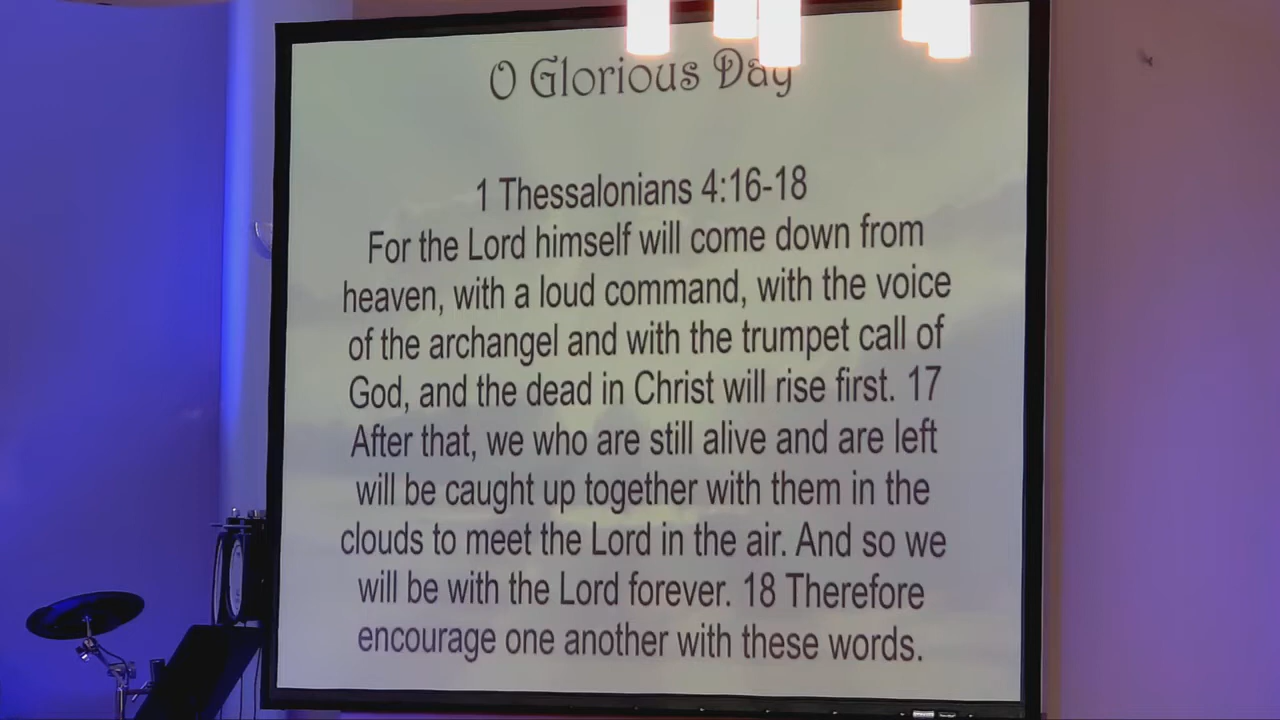 O Glorious Day
1 Thessalonians 4:16-18
For the Lord himself will come down from
heaven, with a loud command, with the voice
of the archangel and with the trumpet call of
God, and the dead in Christ will rise first. 17
After that, we who are still alive and are left
will be caught up together with them in the
clouds to meet the Lord in the air. And so we
will be with the Lord forever. 18 Therefore
encourage one another with these words.